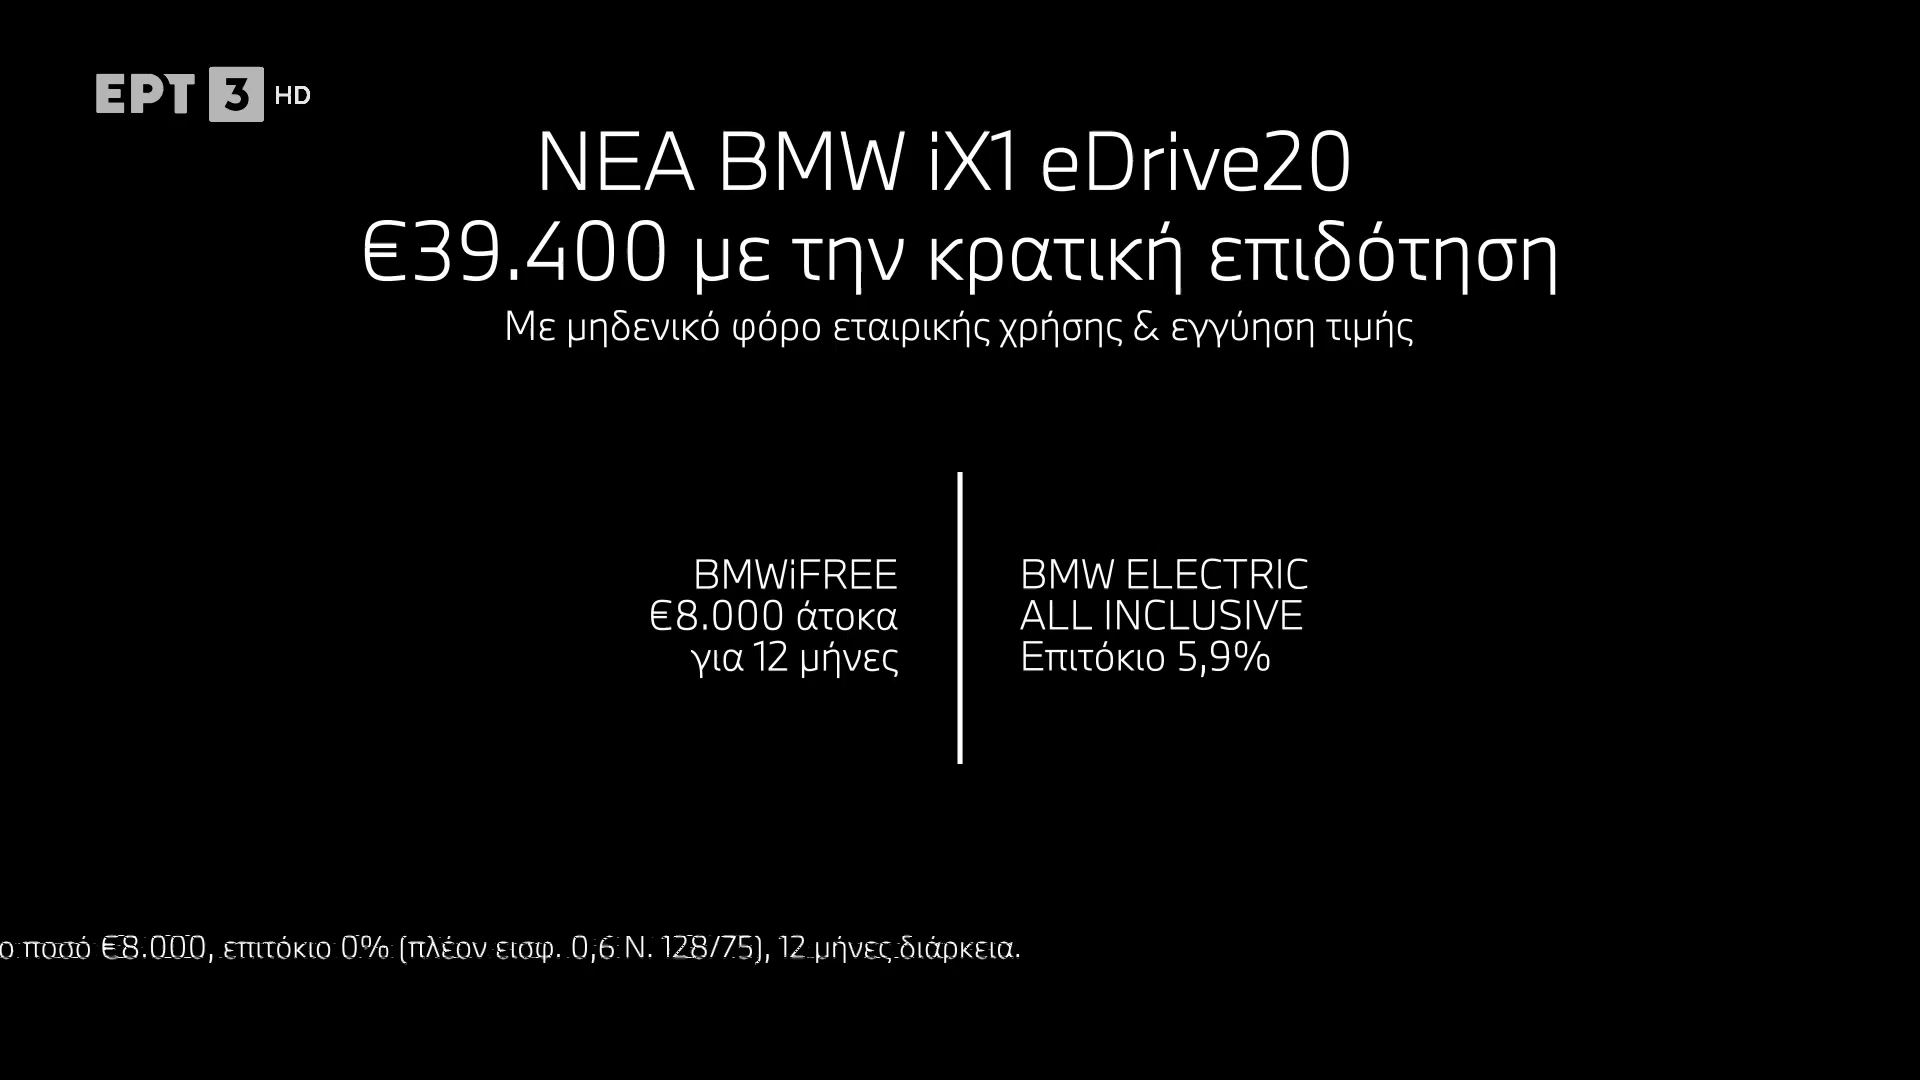 ΕΡΤ 3 HD
ΝΕΑ BMW iX1 eDrive20
€39.400 με την κρατική επιδότηση
Με μηδενικό φόρο εταιρικής χρήσης & εγγύηση τιμής
BMWiFREE
€8.000 άτοκα
για 12 μήνες
BMW ELECTRIC
ALL INCLUSIVE
Επιτόκιο 5,9%
ο ποσό €8.000, επιτόκιο 0% (πλέον εισφ. 0,6 Ν. 128/75), 12 μήνες διάρκεια.